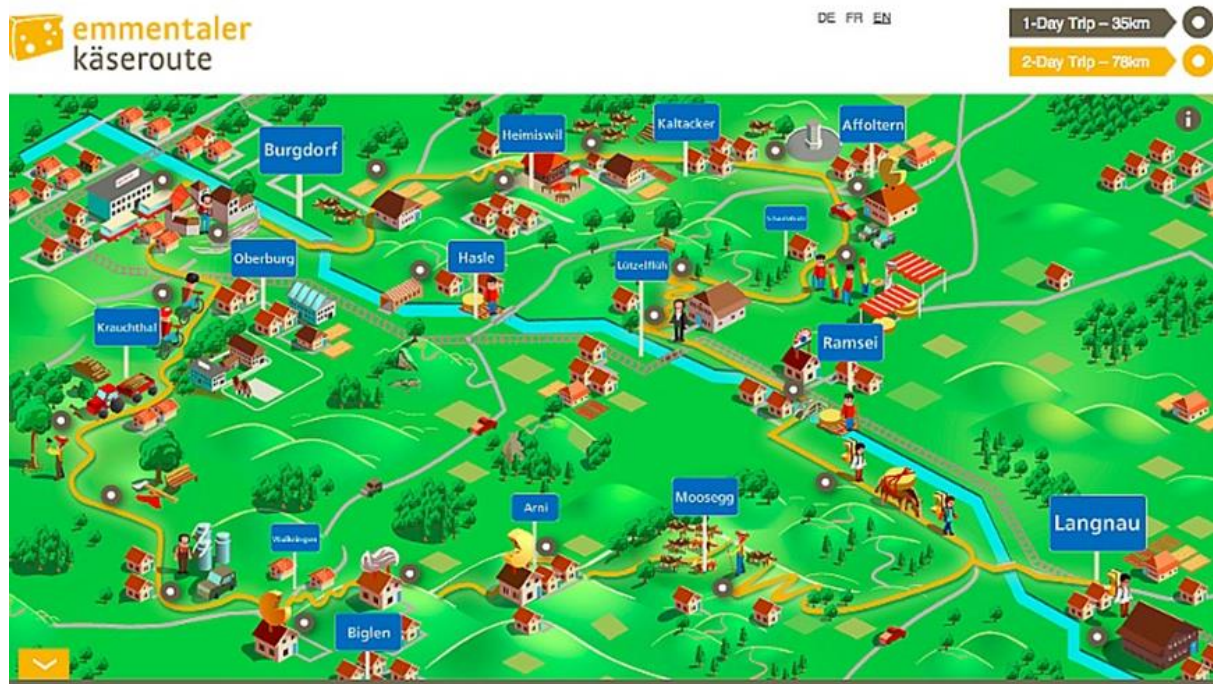 emmentaler
käseroute
DE FR EN
1-Day Trip – 35km
2-Day Trip – 78km
i
Burgdorf
Heimiswil
Kaltacker
Affoltern
Schaufelbühl
Oberburg
Hasle
Lützelflüh
Krauchthal
Ramsei
Walkringen
Arni
Moosegg
Langnau
Biglen